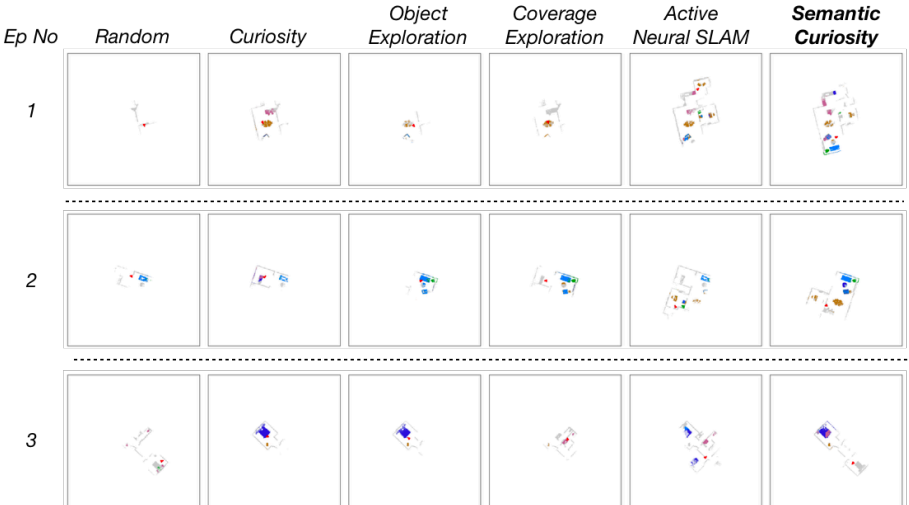 Ep No
Random
Curiosity
Object
Exploration
Coverage
Exploration
Active
Neural SLAM
Semantic
Curiosity
1
2
3